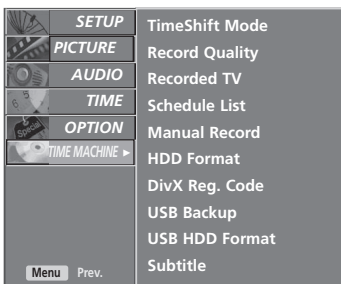 SETUP
PICTURE
AUDIO
TIME
Special
OPTION
TIME MACHINE ►
Menu Prev.
TimeShift Mode
Record Quality
Recorded TV
Schedule List
Manual Record
HDD Format
DivX Reg. Code
USB Backup
USB HDD Format
Subtitle